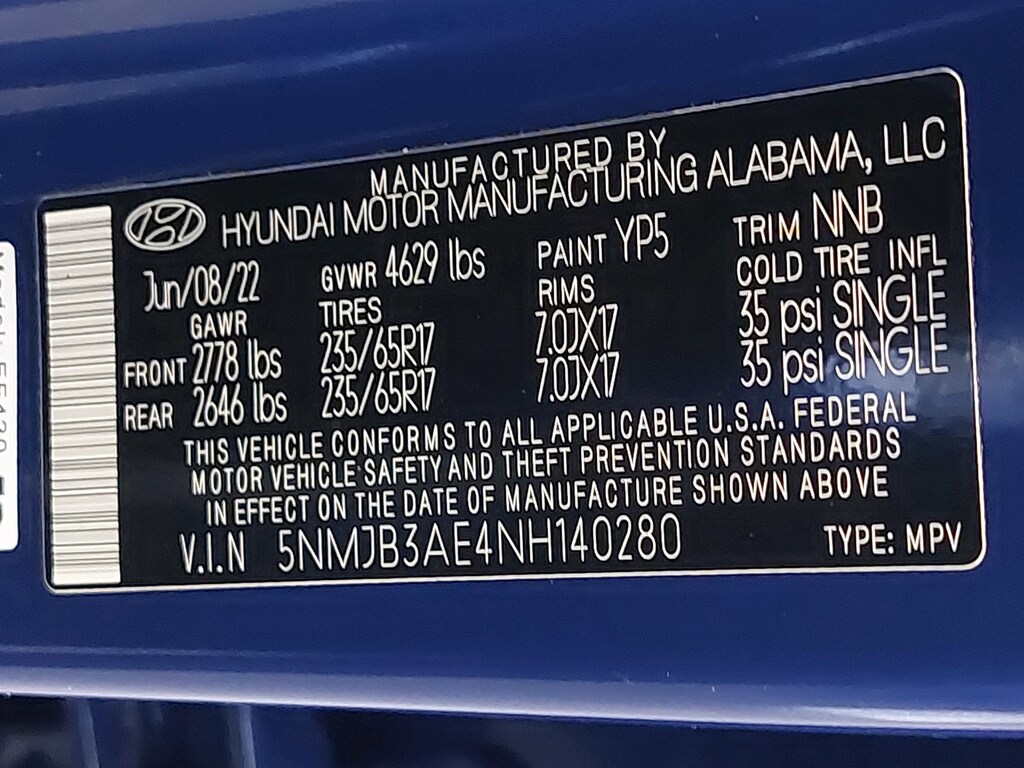 MANUFACTURED BY
HYUNDAI MOTOR MANUFACTURING ALABAMA, LLC
Jun/08/22 GVWR 4629 lbs PAINT YP5 TRIM NNB
GAWR TIRES RIMS COLD TIRE INFL
FRONT 2778 lbs 235/65R17 7.0JX17 35 psi SINGLE
REAR 2646 lbs 235/65R17 7.0JX17 35 psi SINGLE
THIS VEHICLE CONFORMS TO ALL APPLICABLE U.S.A. FEDERAL
MOTOR VEHICLE SAFETY AND THEFT PREVENTION STANDARDS
IN EFFECT ON THE DATE OF MANUFACTURE SHOWN ABOVE
V.I.N 5NMJB3AE4NH140280 TYPE: MPV